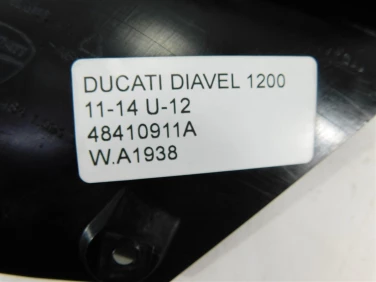 DUCATI DIAVEL 1200
11-14 U-12
48410911A
W.A1938